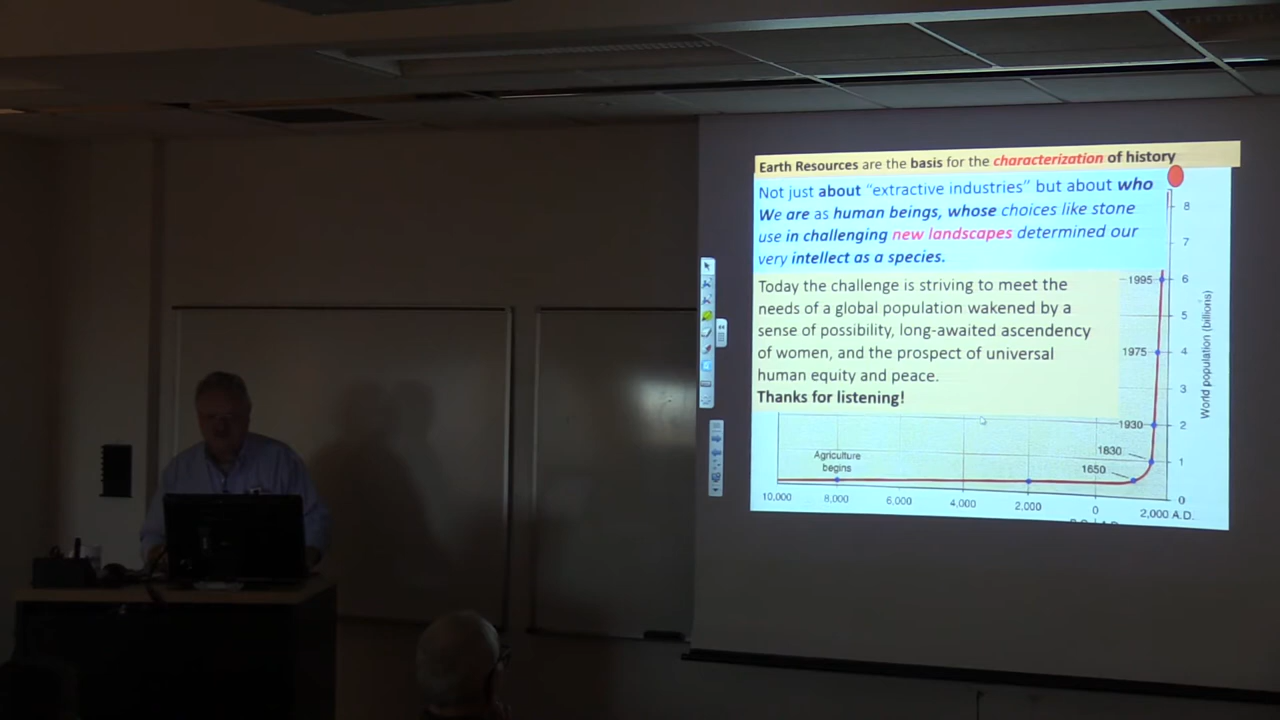 Earth Resources are the basis for the characterization of history
Not just about “extractive industries” but about who
We are as human beings, whose choices like stone
use in challenging new landscapes determined our
very intellect as a species.
Today the challenge is striving to meet the
needs of a global population wakened by a
sense of possibility, long-awaited ascendency
of women, and the prospect of universal
human equity and peace.
Thanks for listening!
8
7
1995 6
5
1975 4
3
1930 2
1830
1
1650
0
World population (billions)
Agriculture
begins
10,000 8,000 6,000 4,000 2,000 0 2,000 A.D.